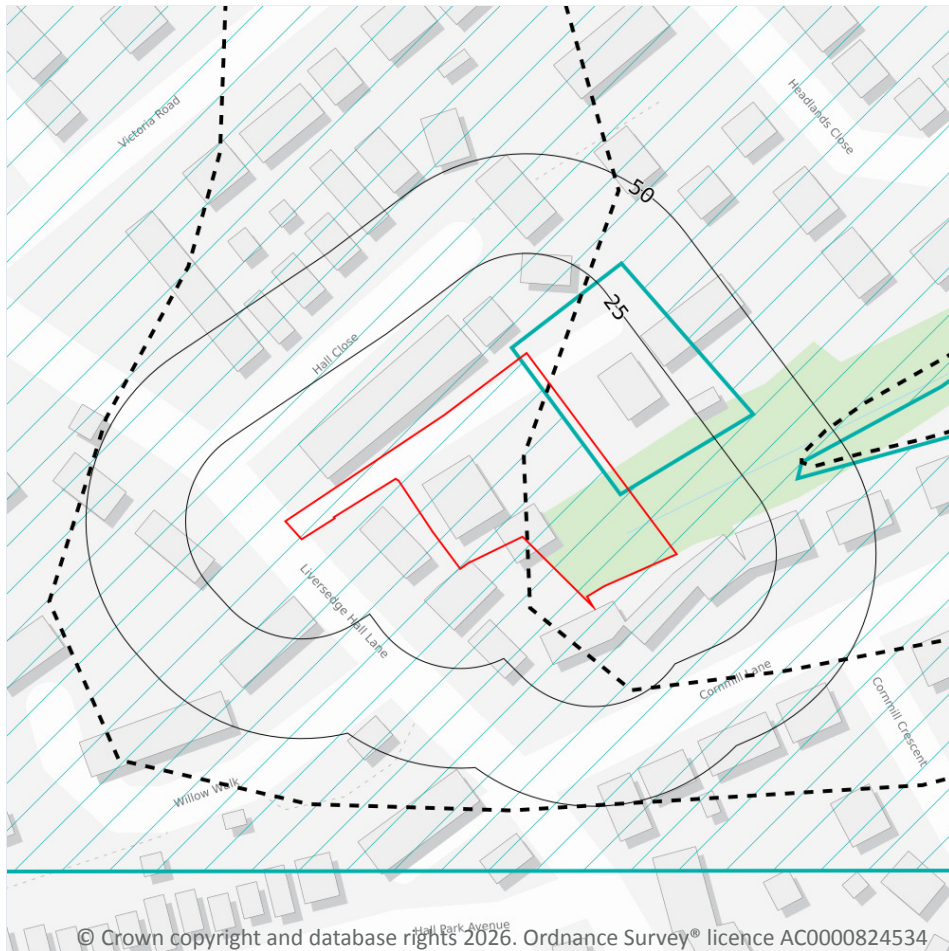 Victoria Road
Headlands Close
50
25
Hall Close
Liversedge Hall Lane
Cornmill Lane
Cornmill Crescent
Willow Walk
Hall Park Avenue
© Crown copyright and database rights 2026. Ordnance Survey® licence AC0000824534